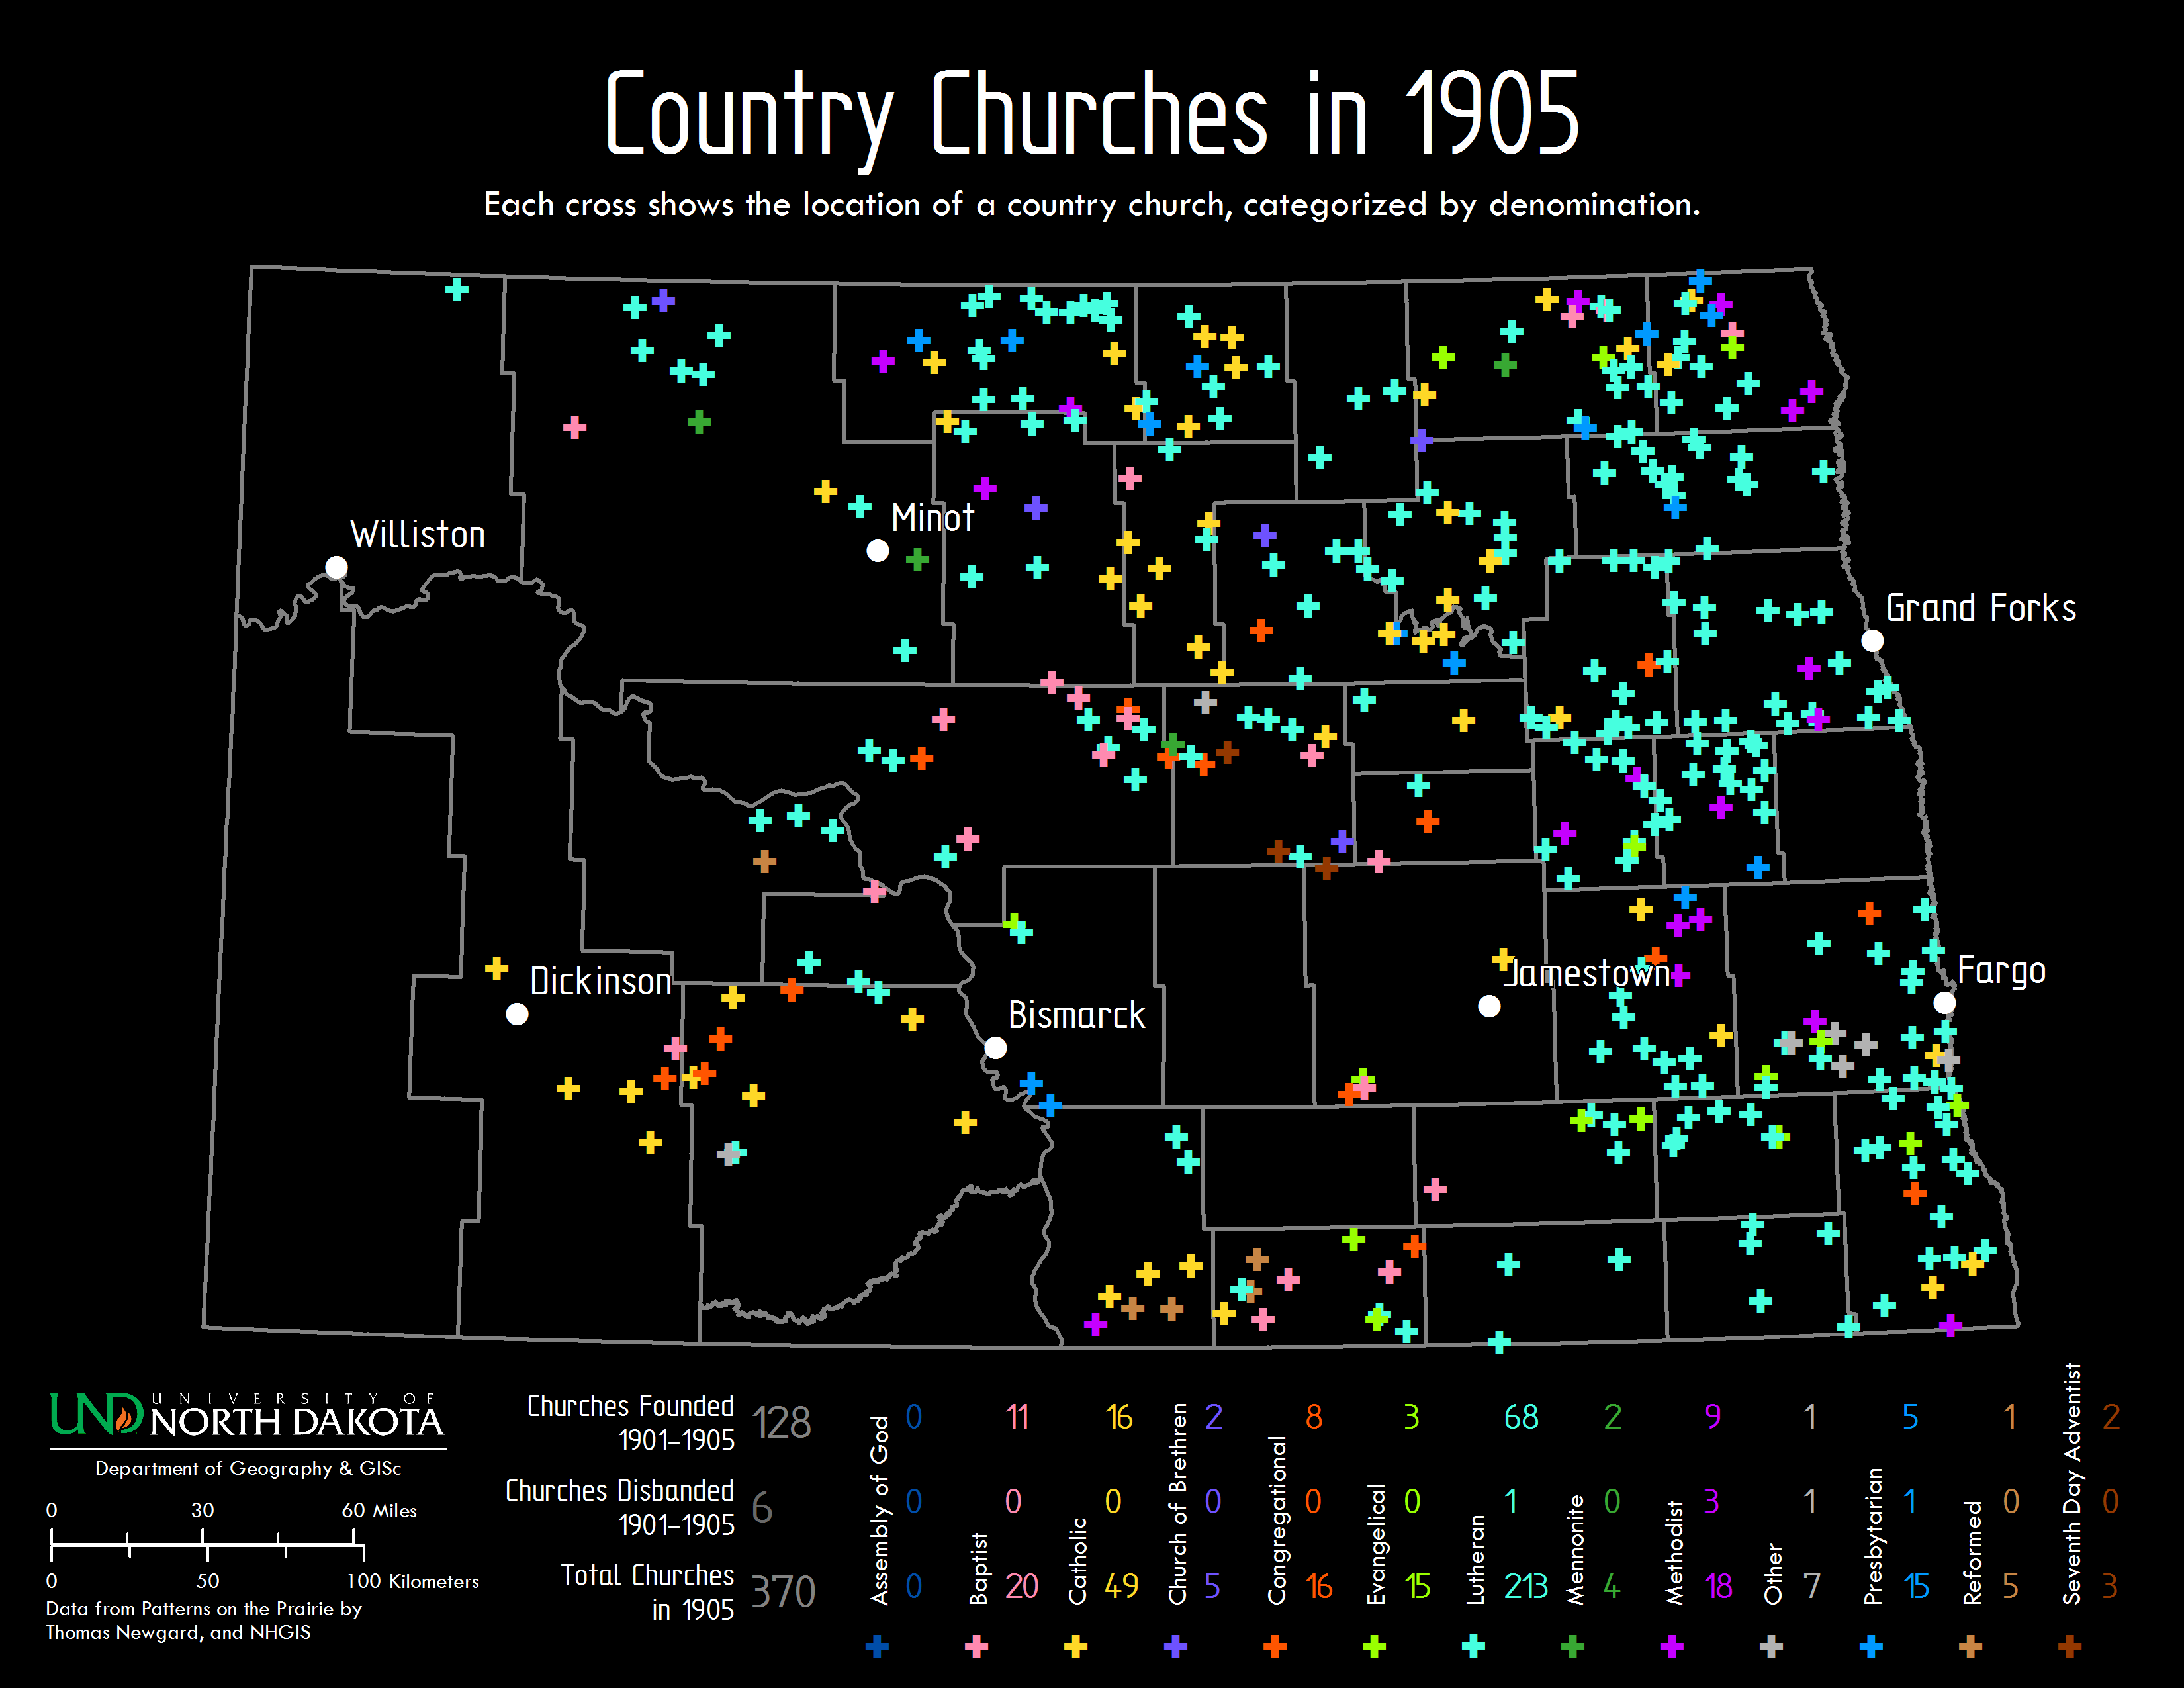 Country Churches in 1905
Each cross shows the location of a country church, categorized by denomination.
Williston
Minot
Grand Forks
Dickinson
Bismarck
Jamestown
Fargo
UND UNIVERSITY OF
NORTH DAKOTA
Department of Geography & GISc
0 30 60 Miles
0 50 100 Kilometers
Data from Patterns on the Prairie by
Thomas Newgard, and NHGIS
Churches Founded
1901–1905
128
Churches Disbanded
1901–1905
6
Total Churches
in 1905
370
Assembly of God
0
0
0
Baptist
11
0
20
Catholic
16
0
49
Church of Brethren
2
0
5
Congregational
8
0
16
Evangelical
3
0
15
Lutheran
68
1
213
Mennonite
2
0
4
Methodist
9
3
18
Other
1
1
7
Presbytarian
5
1
15
Reformed
1
0
5
Seventh Day Adventist
2
0
3